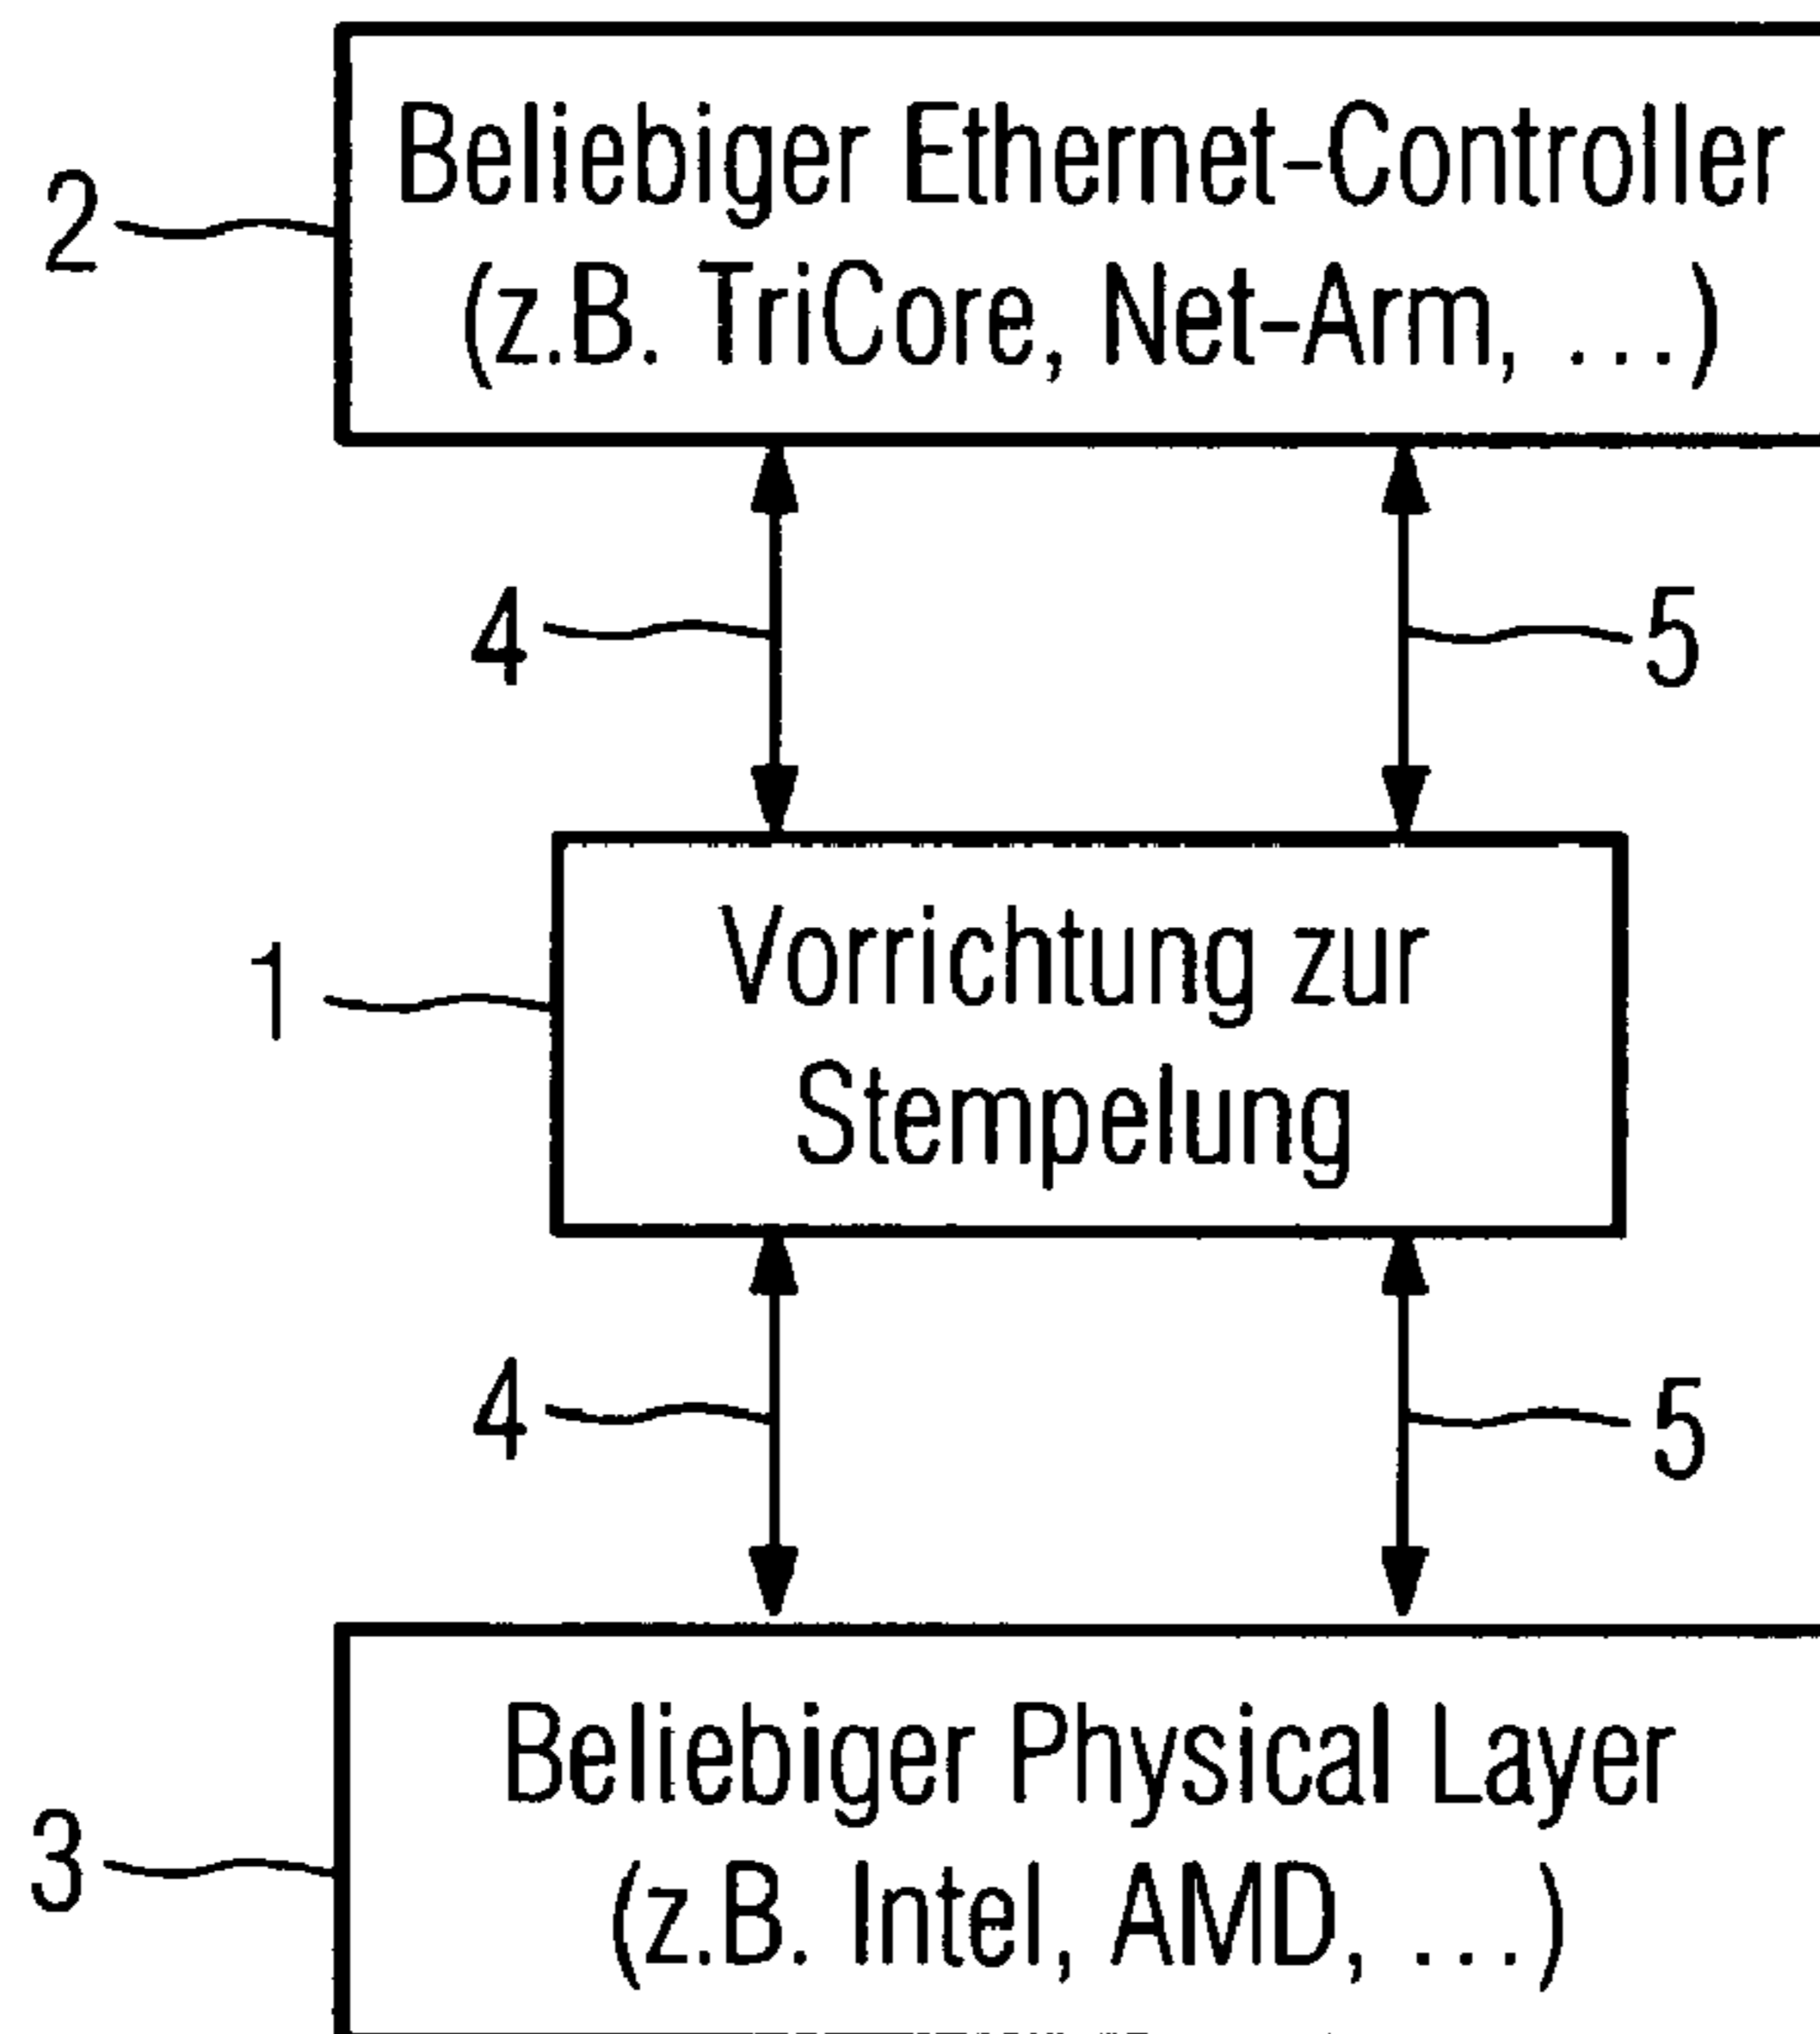 2
Beliebiger Ethernet-Controller
(z.B. TriCore, Net-Arm, ...)
4
5
1
Vorrichtung zur
Stempelung
4
5
3
Beliebiger Physical Layer
(z.B. Intel, AMD, ...)